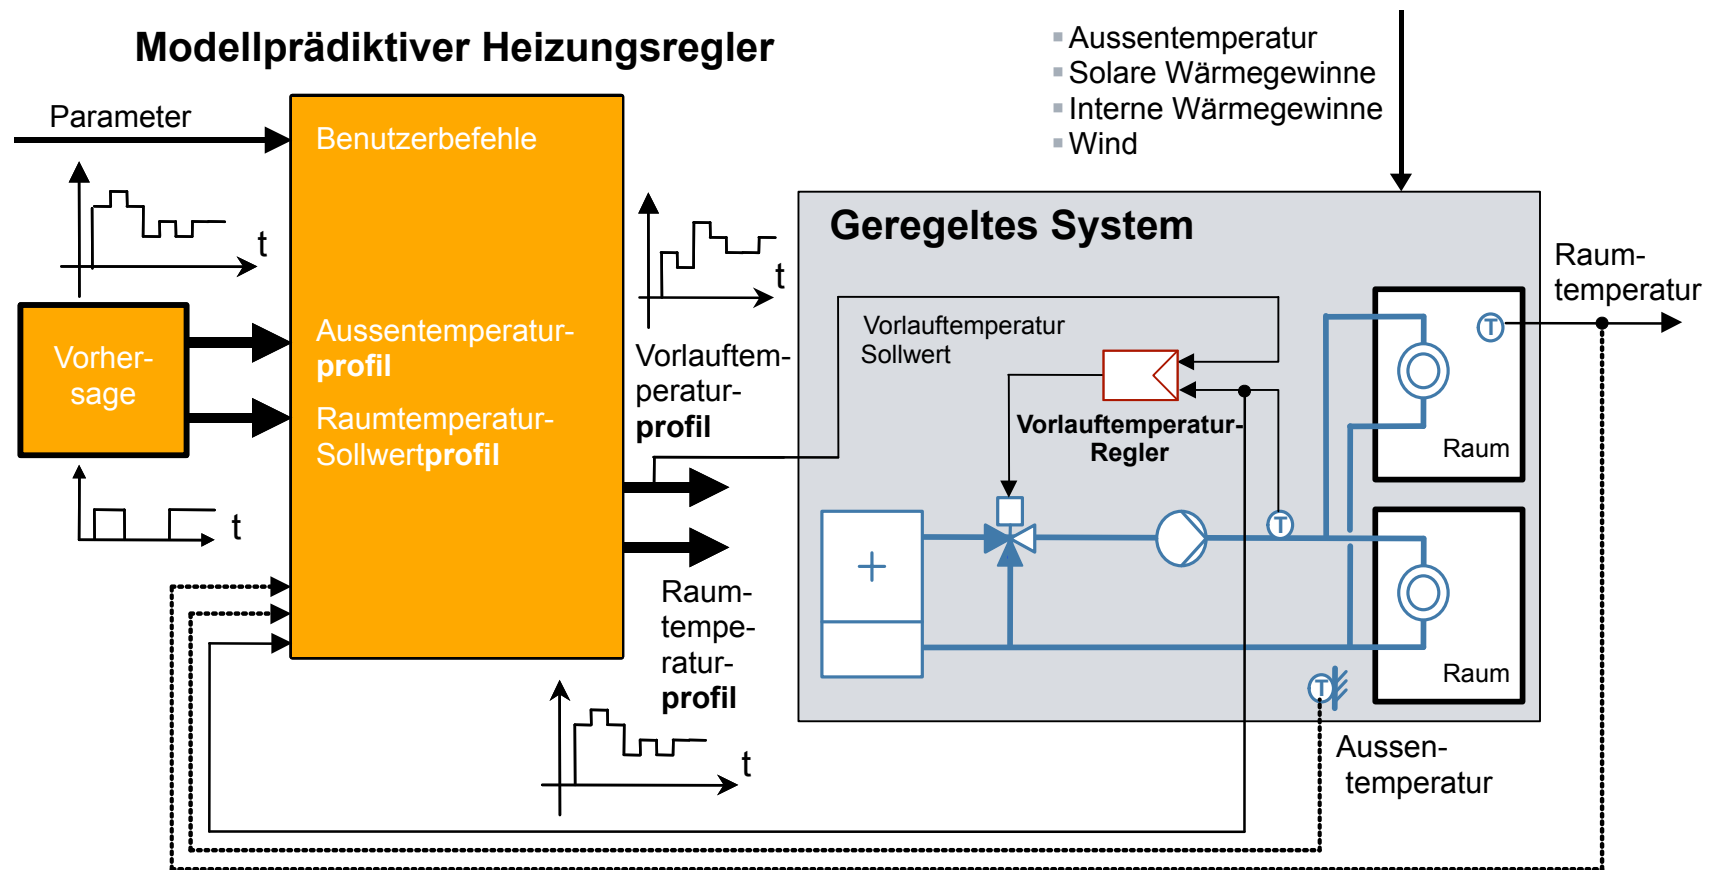 Modellprädiktiver Heizungsregler
Aussentemperatur
Solare Wärmegewinne
Interne Wärmegewinne
Wind
Parameter
Benutzerbefehle
t
Vorher-
sage
Aussentemperatur-
profil
Raumtemperatur-
Sollwertprofil
t
t
Vorlauftem-
peratur-
profil
Raum-
tempe-
ratur-
profil
t
Geregeltes System
Vorlauftemperatur
Sollwert
Vorlauftemperatur-
Regler
T
T
T
Raum
Raum
Raum-
temperatur
Aussen-
temperatur